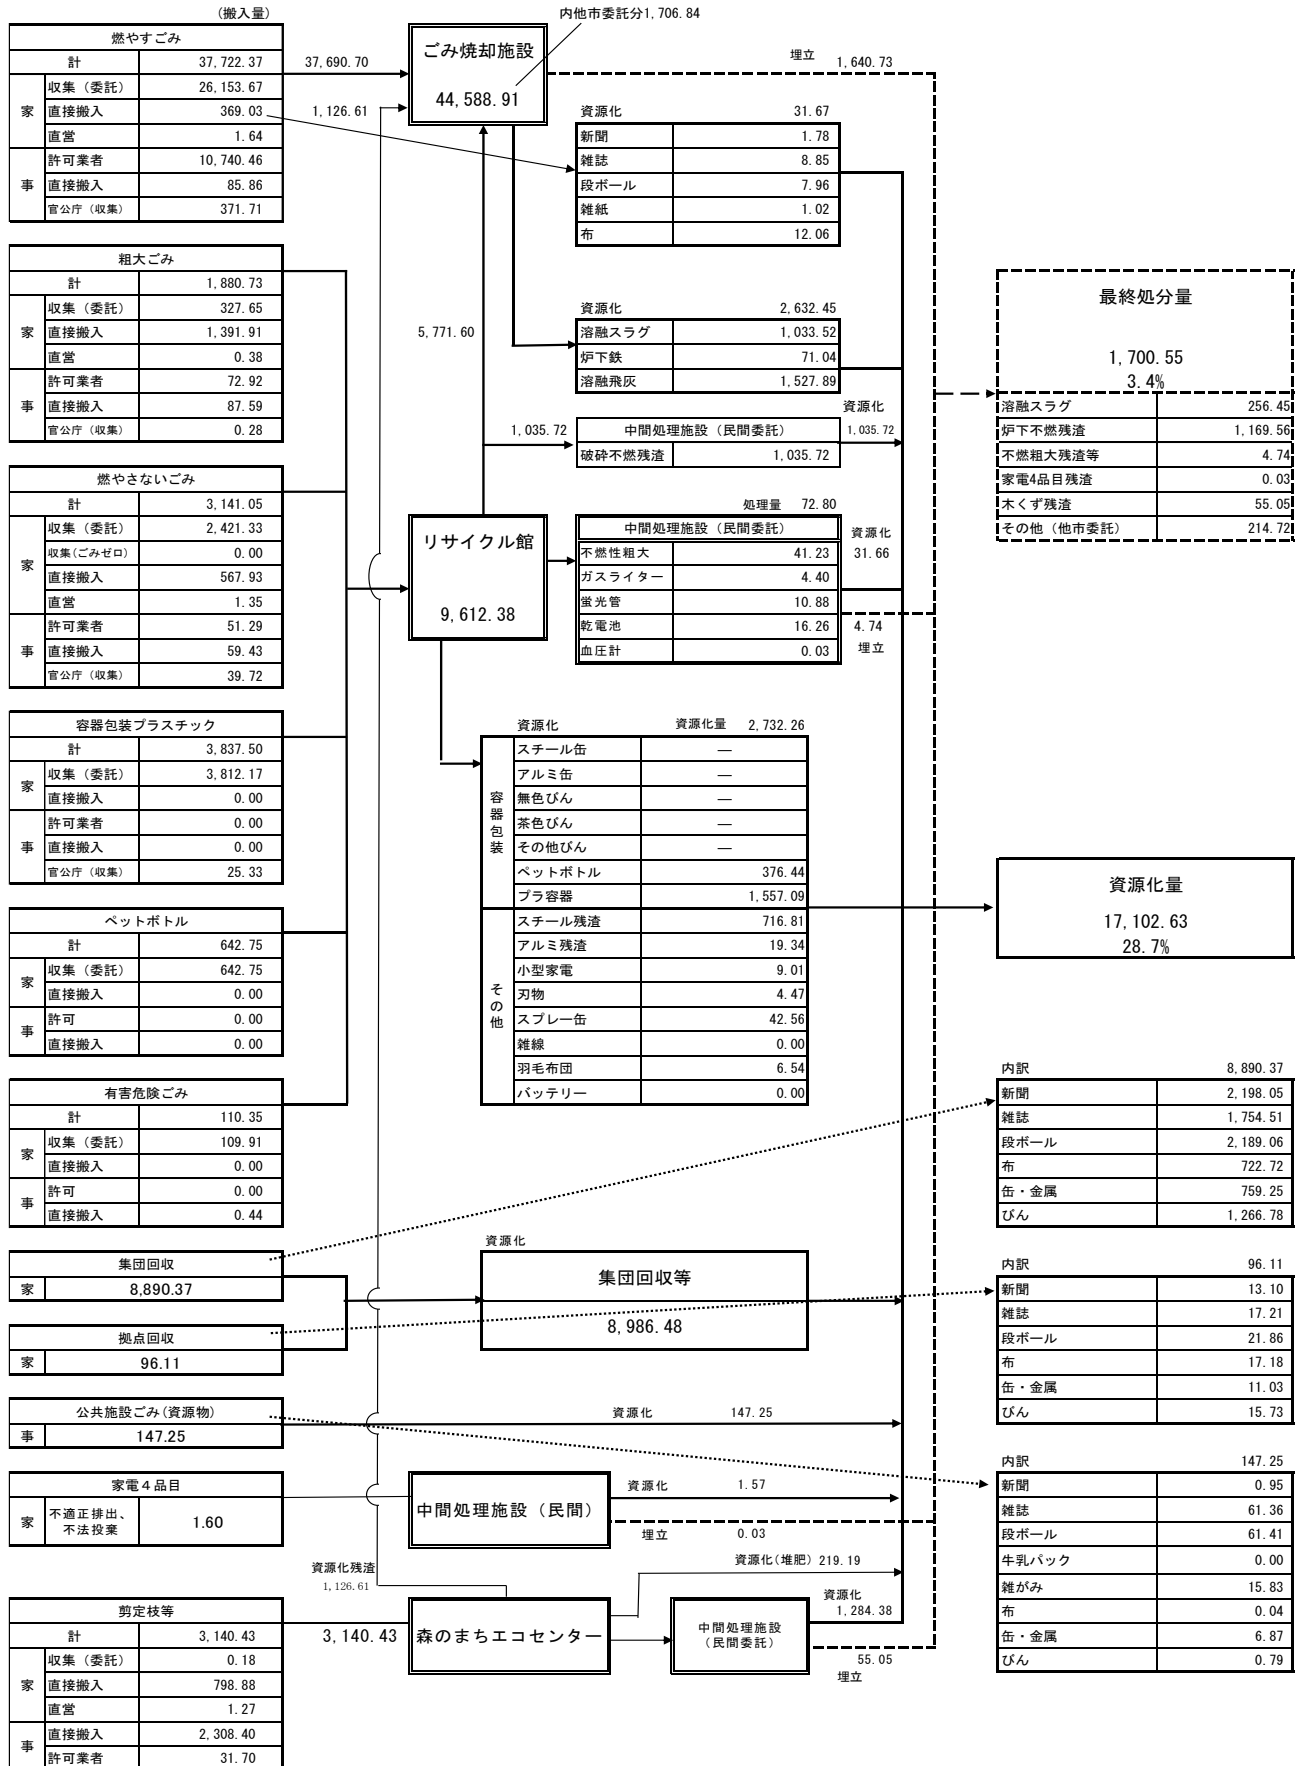 (搬入量)
燃やすごみ
計 37,722.37
家 収集（委託） 26,153.67
直接搬入 369.03
直営 1.64
事 許可業者 10,740.46
直接搬入 85.86
官公庁（収集） 371.71
粗大ごみ
計 1,880.73
家 収集（委託） 327.65
直接搬入 1,391.91
直営 0.38
事 許可業者 72.92
直接搬入 87.59
官公庁（収集） 0.28
燃やさないごみ
計 3,141.05
家 収集（委託） 2,421.33
収集(ごみゼロ) 0.00
直接搬入 567.93
直営 1.35
事 許可業者 51.29
直接搬入 59.43
官公庁（収集） 39.72
容器包装プラスチック
計 3,837.50
家 収集（委託） 3,812.17
直接搬入 0.00
事 許可業者 0.00
直接搬入 0.00
官公庁（収集） 25.33
ペットボトル
計 642.75
家 収集（委託） 642.75
直接搬入 0.00
事 許可 0.00
直接搬入 0.00
有害危険ごみ
計 110.35
家 収集（委託） 109.91
直接搬入 0.00
事 許可 0.00
直接搬入 0.44
集団回収
家 8,890.37
拠点回収
家 96.11
公共施設ごみ(資源物)
事 147.25
家電４品目
家 不適正排出、 1.60
不法投棄
剪定枝等
計 3,140.43
家 収集（委託） 0.18
直接搬入 798.88
直営 1.27
事 直接搬入 2,308.40
許可業者 31.70
37,690.70
1,126.61
内他市委託分1,706.84
ごみ焼却施設
44,588.91
埋立 1,640.73
資源化 31.67
新聞 1.78
雑誌 8.85
段ボール 7.96
雑紙 1.02
布 12.06
資源化 2,632.45
溶融スラグ 1,033.52
炉下鉄 71.04
溶融飛灰 1,527.89
5,771.60
1,035.72
中間処理施設（民間委託）
破砕不燃残渣 1,035.72
資源化
1,035.72
リサイクル館
9,612.38
処理量 72.80
中間処理施設（民間委託）
不燃性粗大 41.23
ガスライター 4.40
蛍光管 10.88
乾電池 16.26
血圧計 0.03
資源化
31.66
4.74
埋立
資源化 資源化量 2,732.26
容器包装 スチール缶 ―
アルミ缶 ―
無色びん ―
茶色びん ―
その他びん ―
ペットボトル 376.44
プラ容器 1,557.09
その他 スチール残渣 716.81
アルミ残渣 19.34
小型家電 9.01
刃物 4.47
スプレー缶 42.56
雑線 0.00
羽毛布団 6.54
バッテリー 0.00
資源化
集団回収等
8,986.48
資源化 147.25
中間処理施設（民間）
資源化 1.57
埋立 0.03
資源化残渣
1,126.61
3,140.43
森のまちエコセンター
資源化(堆肥) 219.19
中間処理施設
（民間委託）
資源化
1,284.38
55.05
埋立
最終処分量
1,700.55
3.4%
溶融スラグ 256.45
炉下不燃残渣 1,169.56
不燃粗大残渣等 4.74
家電4品目残渣 0.03
木くず残渣 55.05
その他（他市委託） 214.72
資源化量
17,102.63
28.7%
内訳 8,890.37
新聞 2,198.05
雑誌 1,754.51
段ボール 2,189.06
布 722.72
缶・金属 759.25
びん 1,266.78
内訳 96.11
新聞 13.10
雑誌 17.21
段ボール 21.86
布 17.18
缶・金属 11.03
びん 15.73
内訳 147.25
新聞 0.95
雑誌 61.36
段ボール 61.41
牛乳パック 0.00
雑がみ 15.83
布 0.04
缶・金属 6.87
びん 0.79